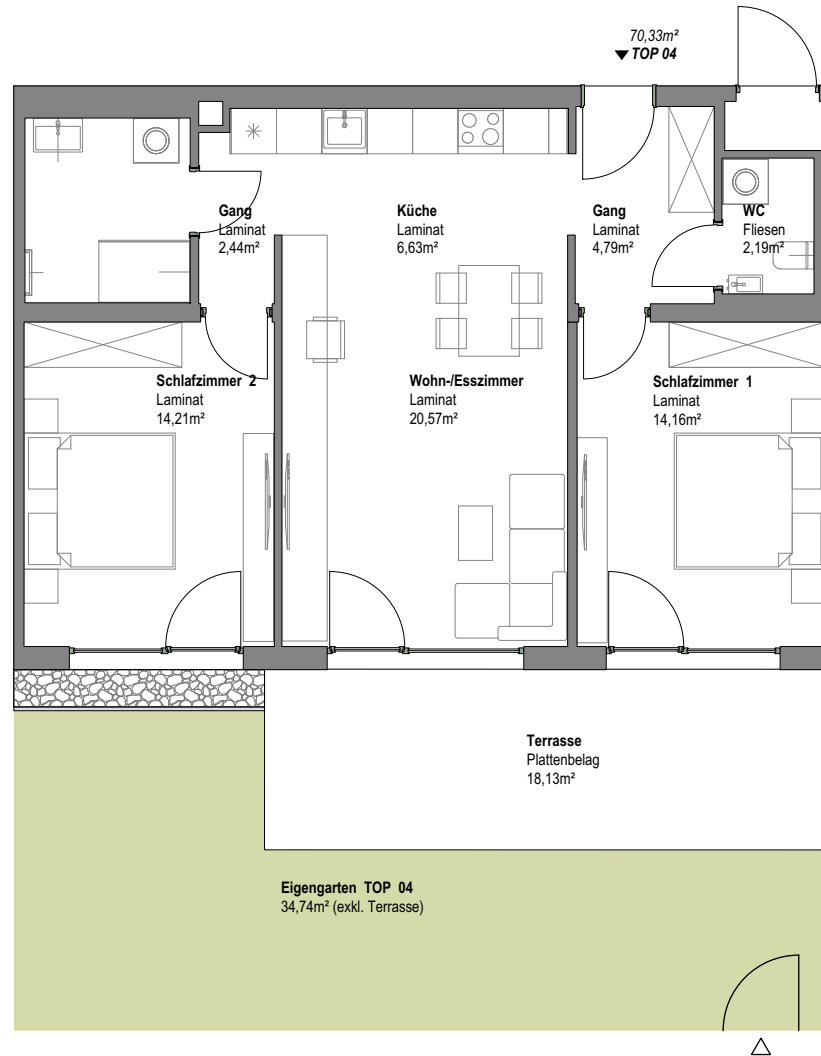 70,33m²
TOP 04
Gang
Laminat
2,44m²
Küche
Laminat
6,63m²
Gang
Laminat
4,79m²
WC
Fliesen
2,19m²
Schlafzimmer 2
Laminat
14,21m²
Wohn-/Esszimmer
Laminat
20,57m²
Schlafzimmer 1
Laminat
14,16m²
Terrasse
Plattenbelag
18,13m²
Eigengarten TOP 04
34,74m² (exkl. Terrasse)